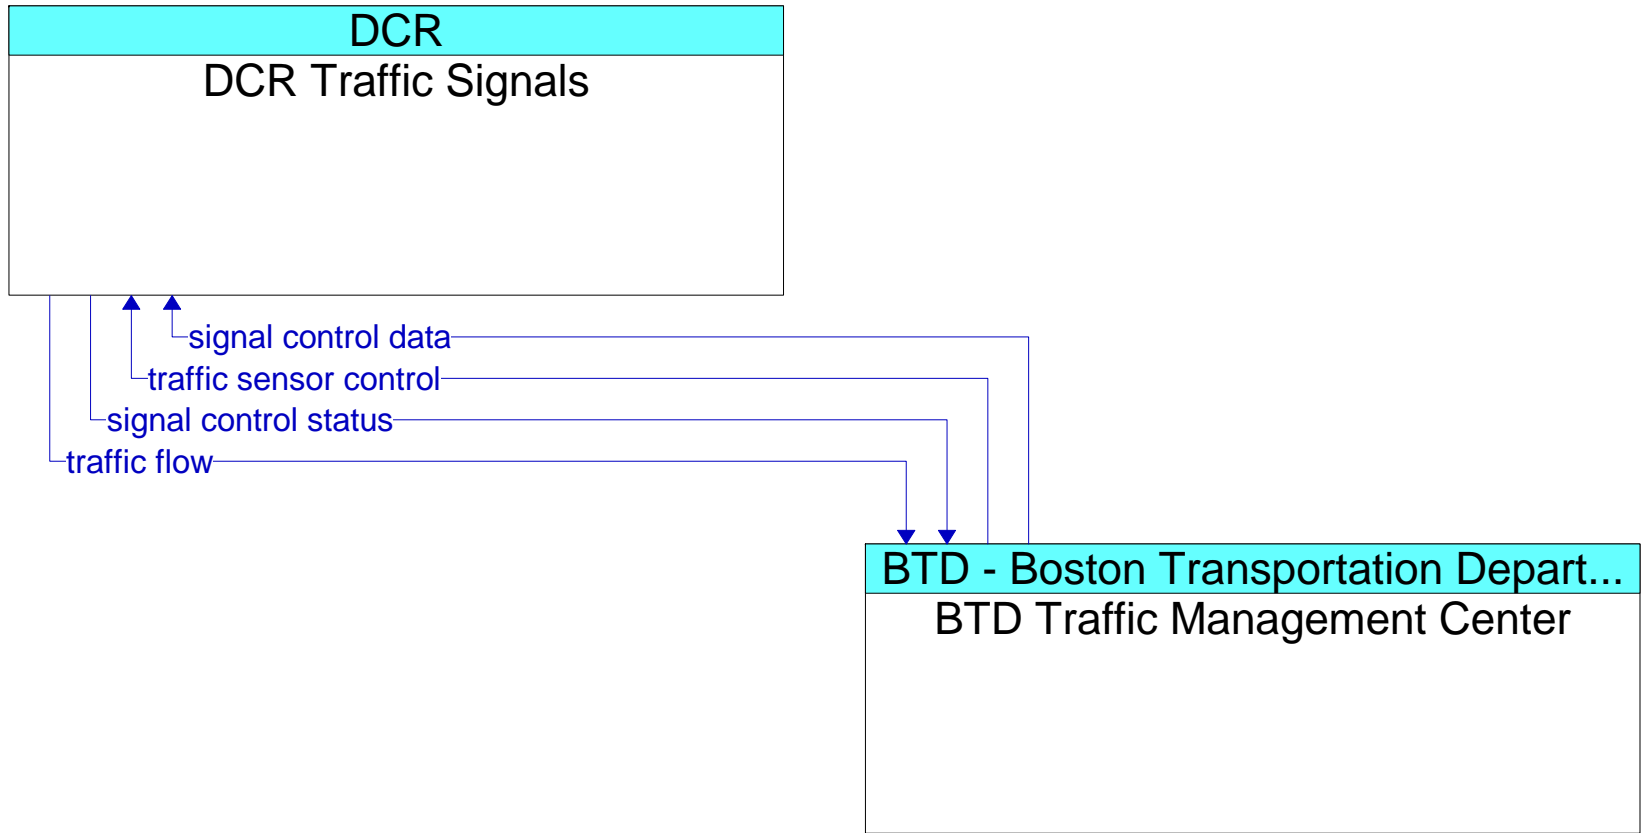 DCR
DCR Traffic Signals
signal control data
traffic sensor control
signal control status
traffic flow
BTD - Boston Transportation Depart...
BTD Traffic Management Center